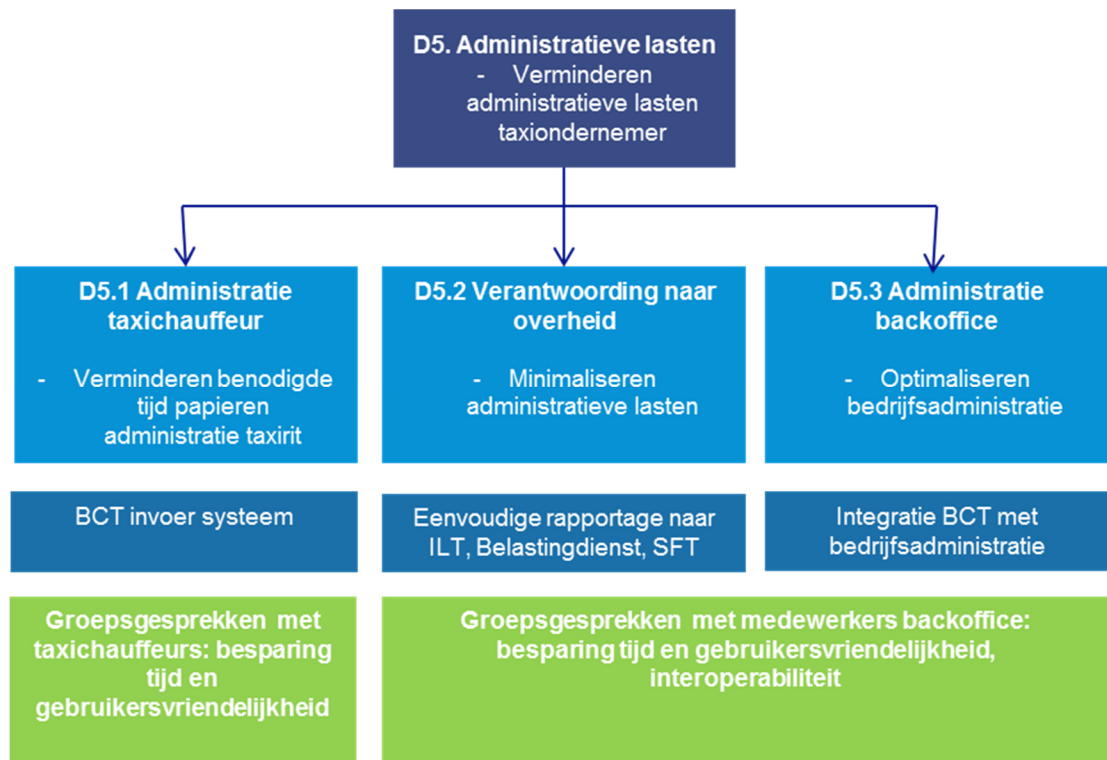 D5. Administratieve lasten
- Verminderen
administratieve lasten
taxiondernemer
D5.1 Administratie
taxichauffeur
- Verminderen benodigde
tijd papieren
administratie taxirit
D5.2 Verantwoording naar
overheid
- Minimaliseren
administratieve lasten
D5.3 Administratie
backoffice
- Optimaliseren
bedrijfsadministratie
BCT invoer systeem
Eenvoudige rapportage naar
ILT, Belastingdienst, SFT
Integratie BCT met
bedrijfsadministratie
Groepsgesprekken met
taxichauffeurs: besparing
tijd en
gebruikersvriendelijkheid
Groepsgesprekken met medewerkers backoffice:
besparing tijd en gebruikersvriendelijkheid,
interoperabiliteit